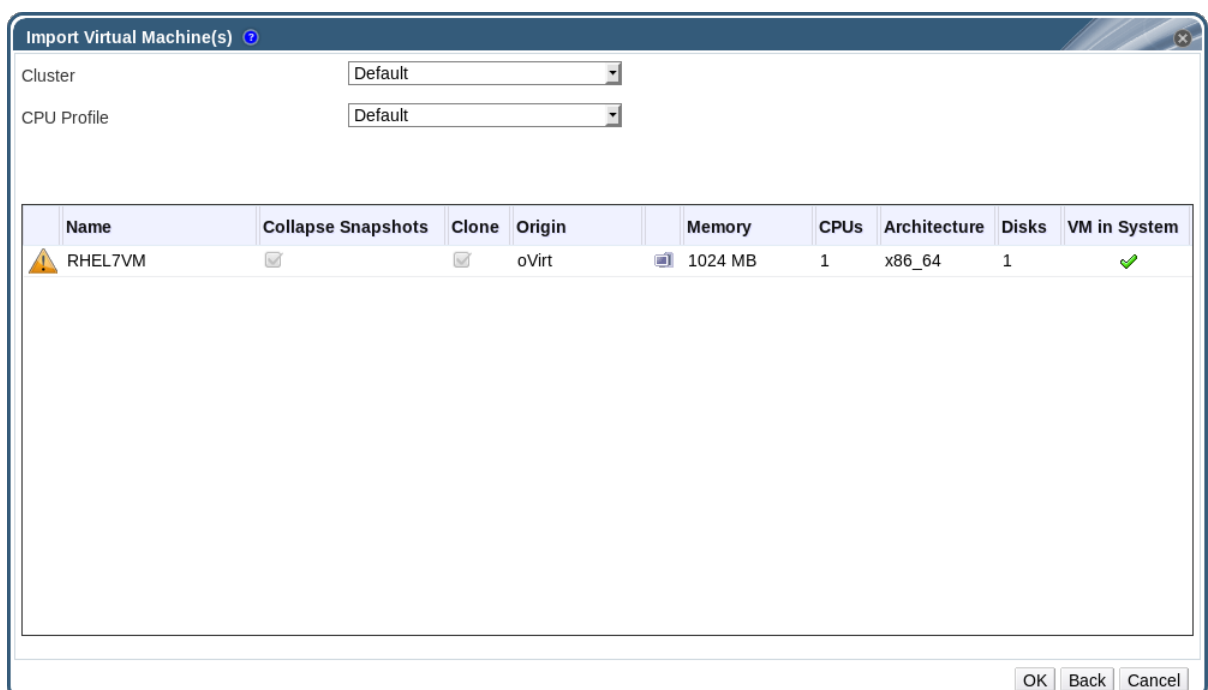 Import Virtual Machine(s) ?
Cluster Default
CPU Profile Default
Name Collapse Snapshots Clone Origin Memory CPUs Architecture Disks VM in System
RHEL7VM oVirt 1024 MB 1 x86_64 1
OK Back Cancel